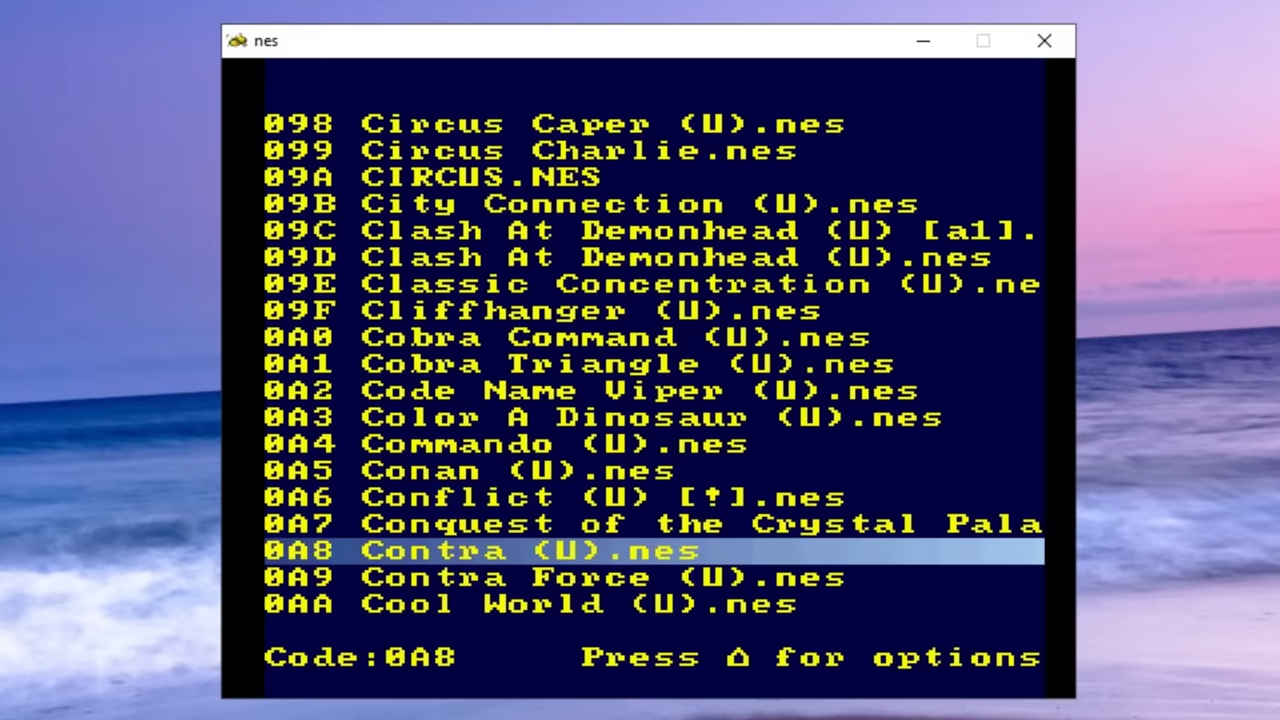 nes
098 Circus Caper (U).nes
099 Circus Charlie.nes
09A CIRCUS.NES
09B City Connection (U).nes
09C Clash At Demonhead (U) [a1].
09D Clash At Demonhead (U).nes
09E Classic Concentration (U).ne
09F Cliffhanger (U).nes
0A0 Cobra Command (U).nes
0A1 Cobra Triangle (U).nes
0A2 Code Name Viper (U).nes
0A3 Color A Dinosaur (U).nes
0A4 Commando (U).nes
0A5 Conan (U).nes
0A6 Conflict (U) [!].nes
0A7 Conquest of the Crystal Pala
0A8 Contra (U).nes
0A9 Contra Force (U).nes
0AA Cool World (U).nes
Code:0A8 Press △ for options